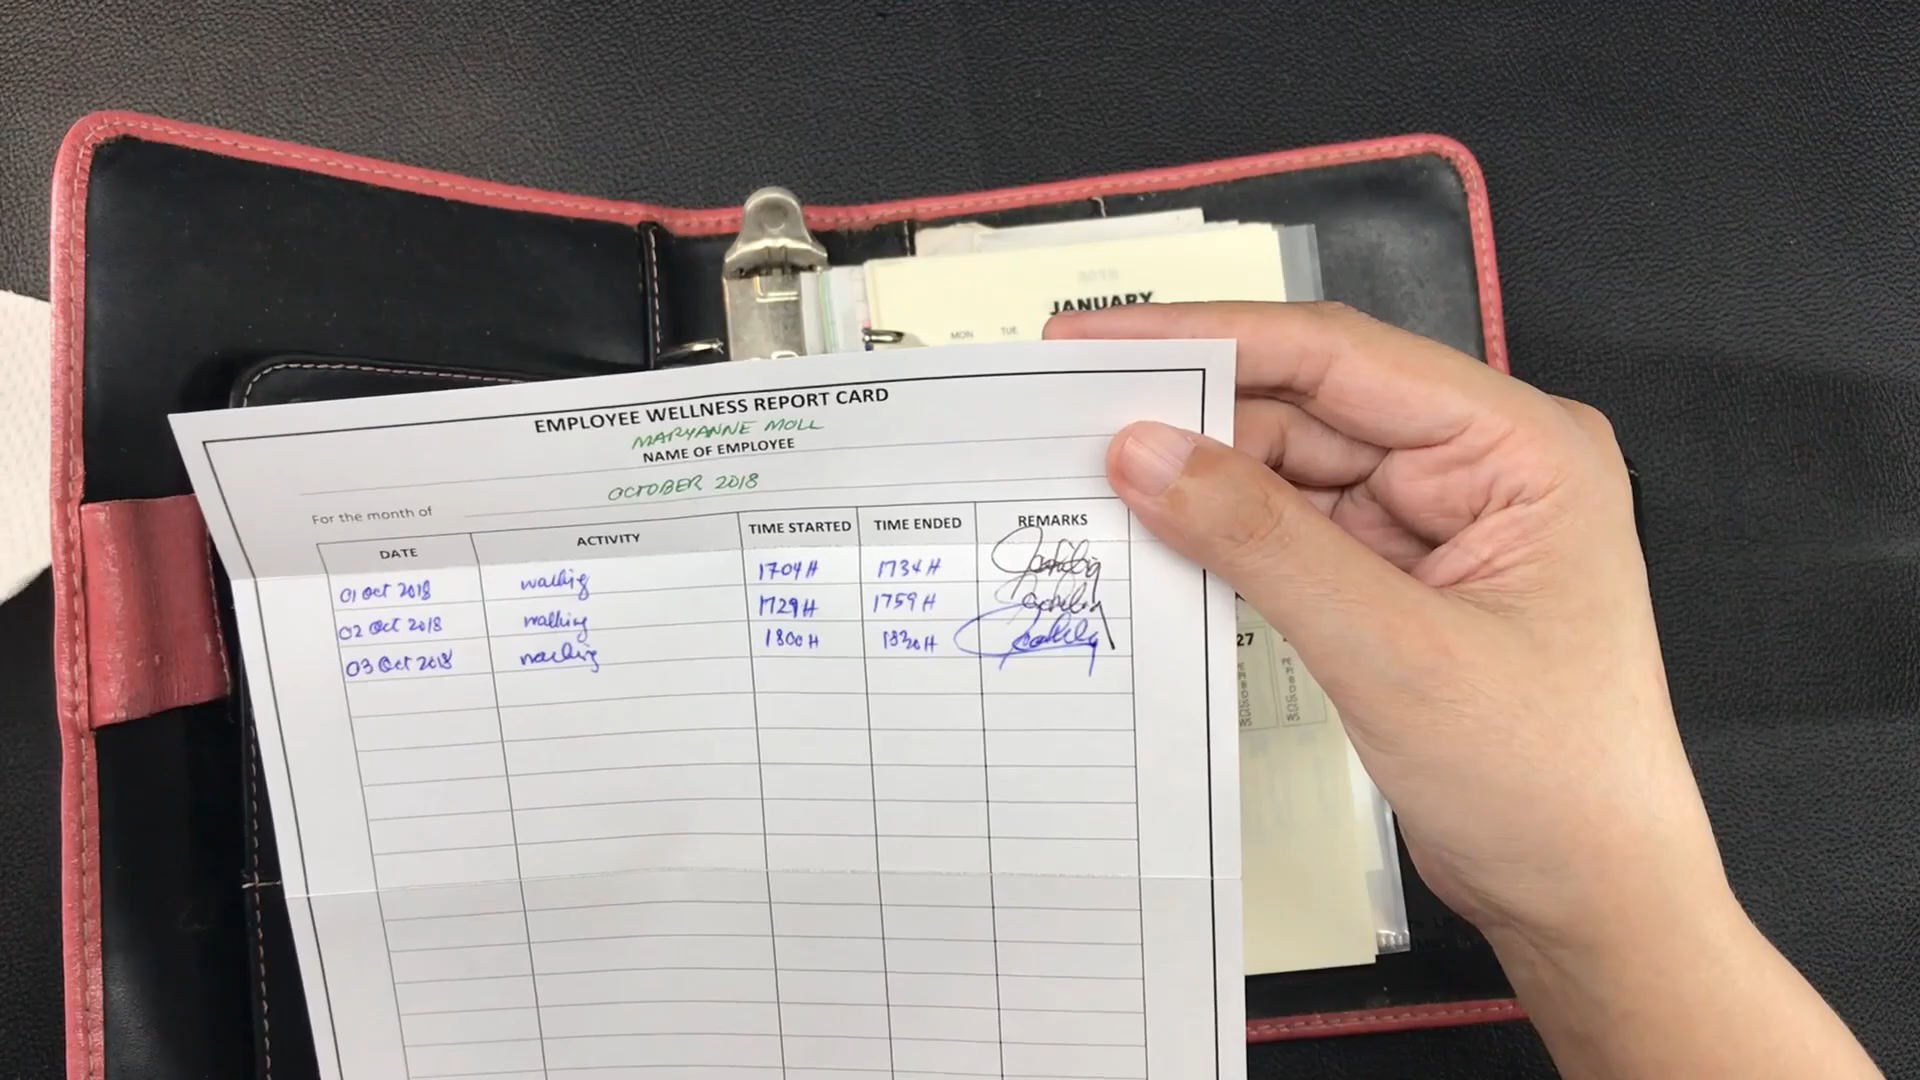 JANUARY
MON TUE
EMPLOYEE WELLNESS REPORT CARD
MARYANNE MOLL
NAME OF EMPLOYEE
OCTOBER 2018
For the month of
DATE ACTIVITY TIME STARTED TIME ENDED REMARKS
01 Oct 2018 walking 1704H 1734H
02 Oct 2018 walking 1729H 1759H
03 Oct 2018 walking 1800H 1830H
27